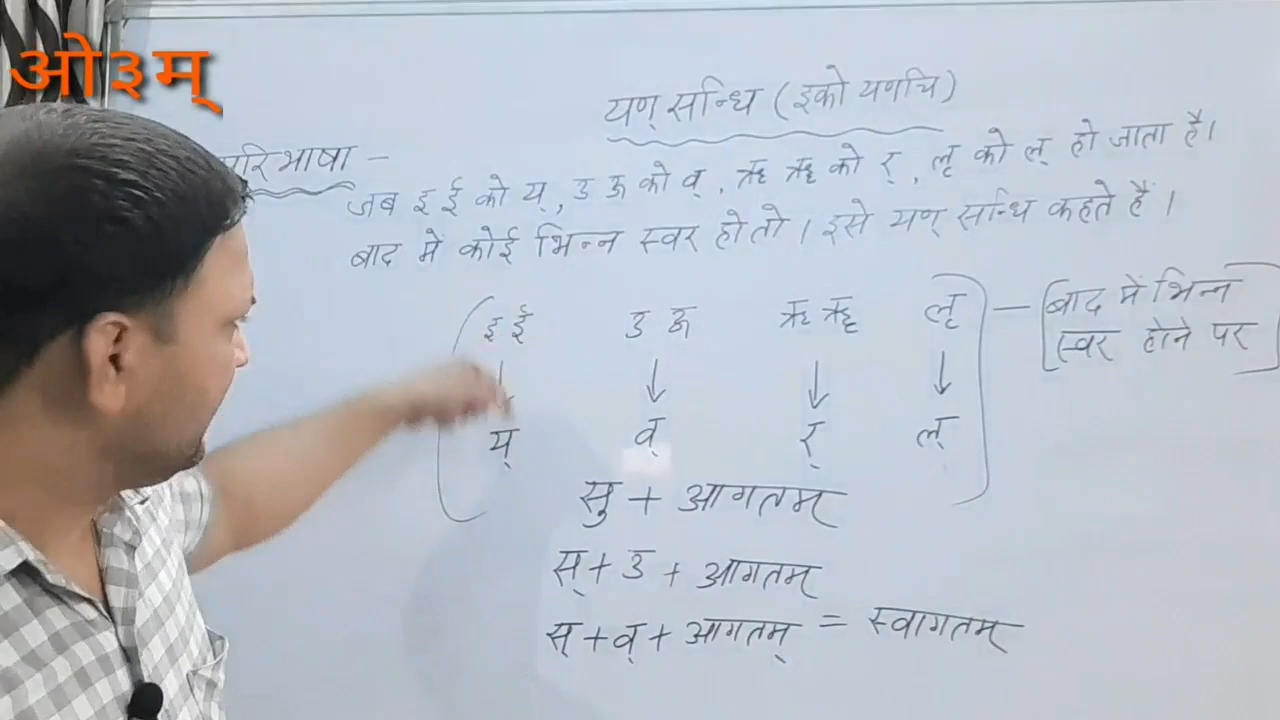 ओ३म्
यण् सन्धि (इको यणचि)
परिभाषा -
जब इ ई को य्, उ ऊ को व्, ऋ ॠ को र्, लृ को ल् हो जाता है।
बाद में कोई भिन्न स्वर हो तो। इसे यण् सन्धि कहते हैं।
इ ई उ ऊ ऋ ॠ लृ — [बाद में भिन्न
स्वर होने पर]
↓ ↓ ↓ ↓
य् व् र् ल्
सु + आगतम्
स् + उ + आगतम्
स् + व् + आगतम् = स्वागतम्